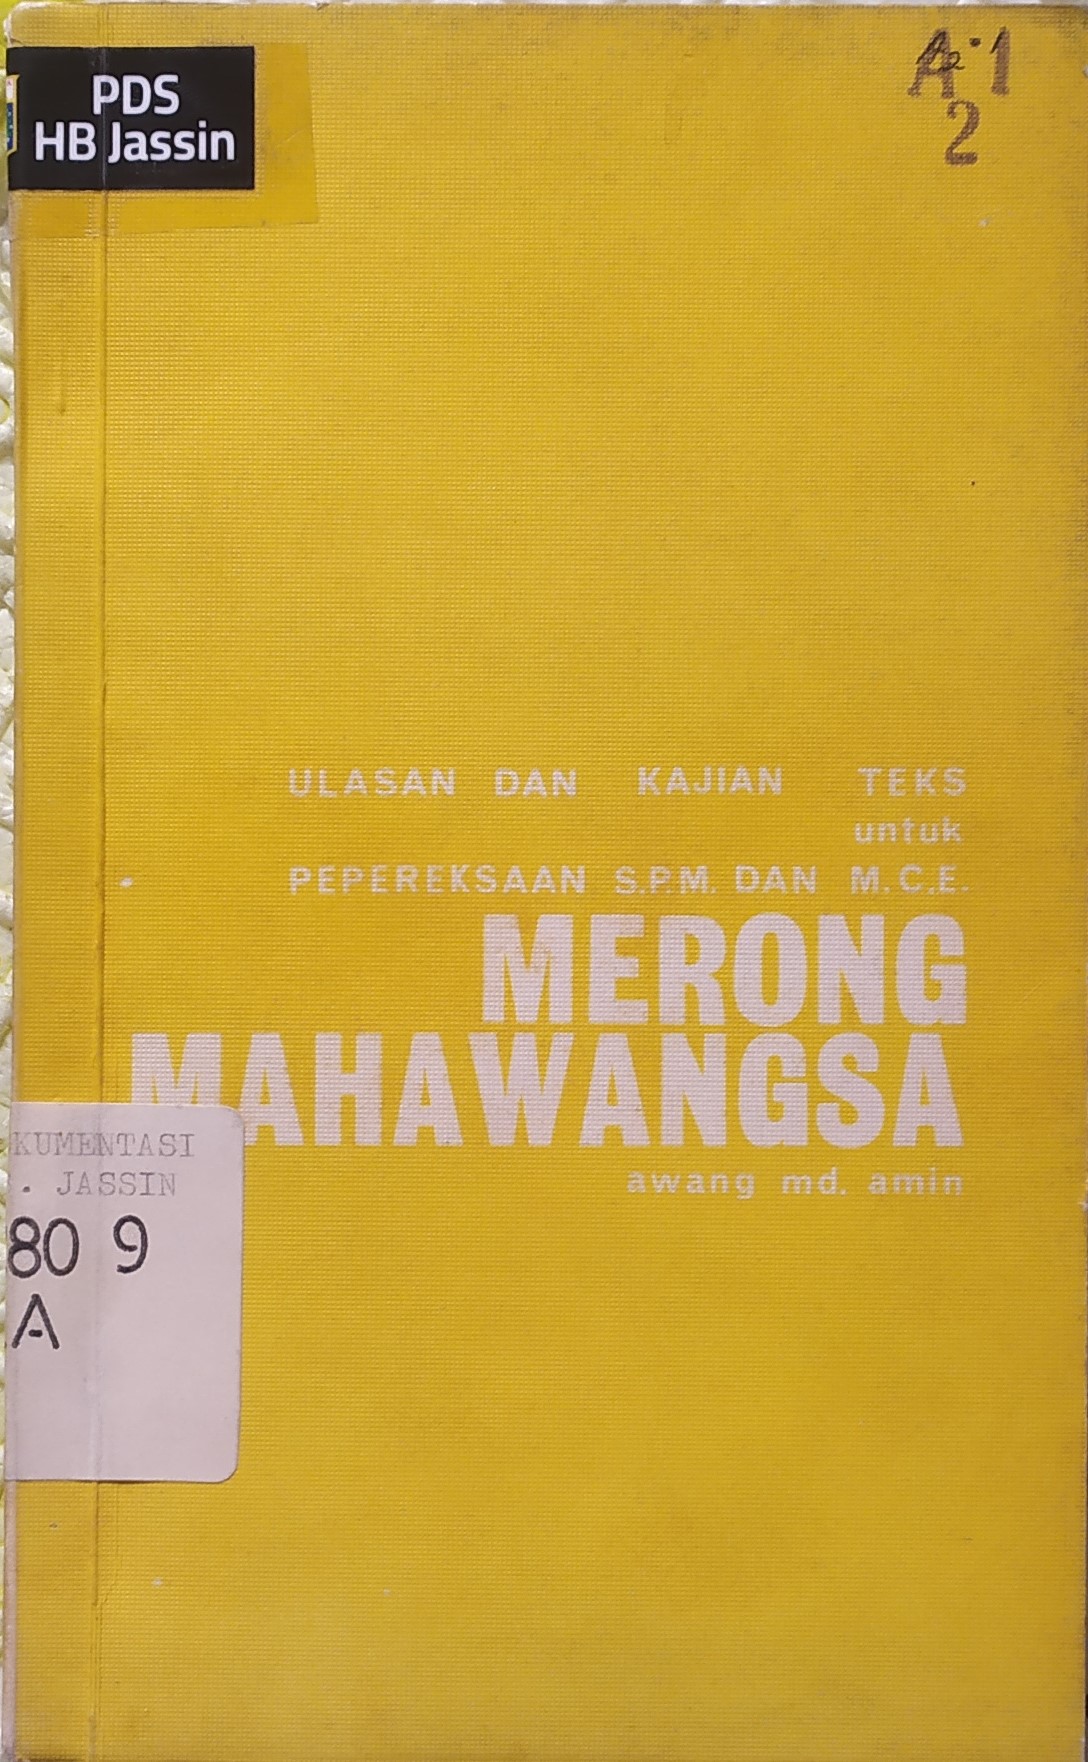 PDS
HB Jassin
A·1
2
ULASAN DAN KAJIAN TEKS
untuk
PEPEREKSAAN S.P.M. DAN M.C.E.
MERONG
MAHAWANGSA
awang md. amin
KUMENTASI
. JASSIN
80 9
A